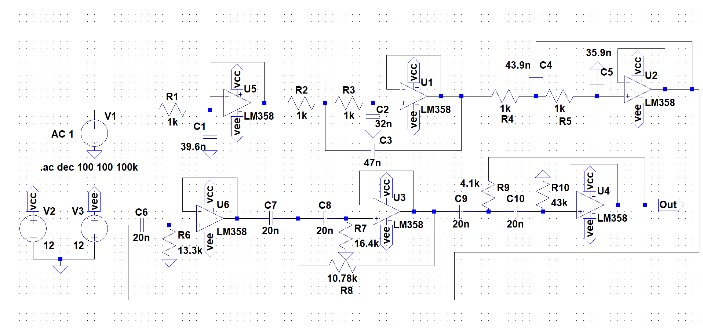 43.9n C4
35.9n
C5
vcc
U5
LM358
vee
R1
1k
C1
39.6n
R2
1k
R3
1k
C2
32n
C3
47n
vcc
U1
LM358
vee
R4
1k
R5
1k
vcc
U2
LM358
vee
V1
AC 1
.ac dec 100 100 100k
vcc
V2
12
vee
V3
12
C6
20n
R6
13.3k
vcc
U6
LM358
vee
C7
20n
C8
20n
R7
16.4k
10.78k
R8
vcc
U3
LM358
vee
C9
20n
4.1k
R9
C10
20n
R10
43k
vcc
U4
LM358
vee
Out